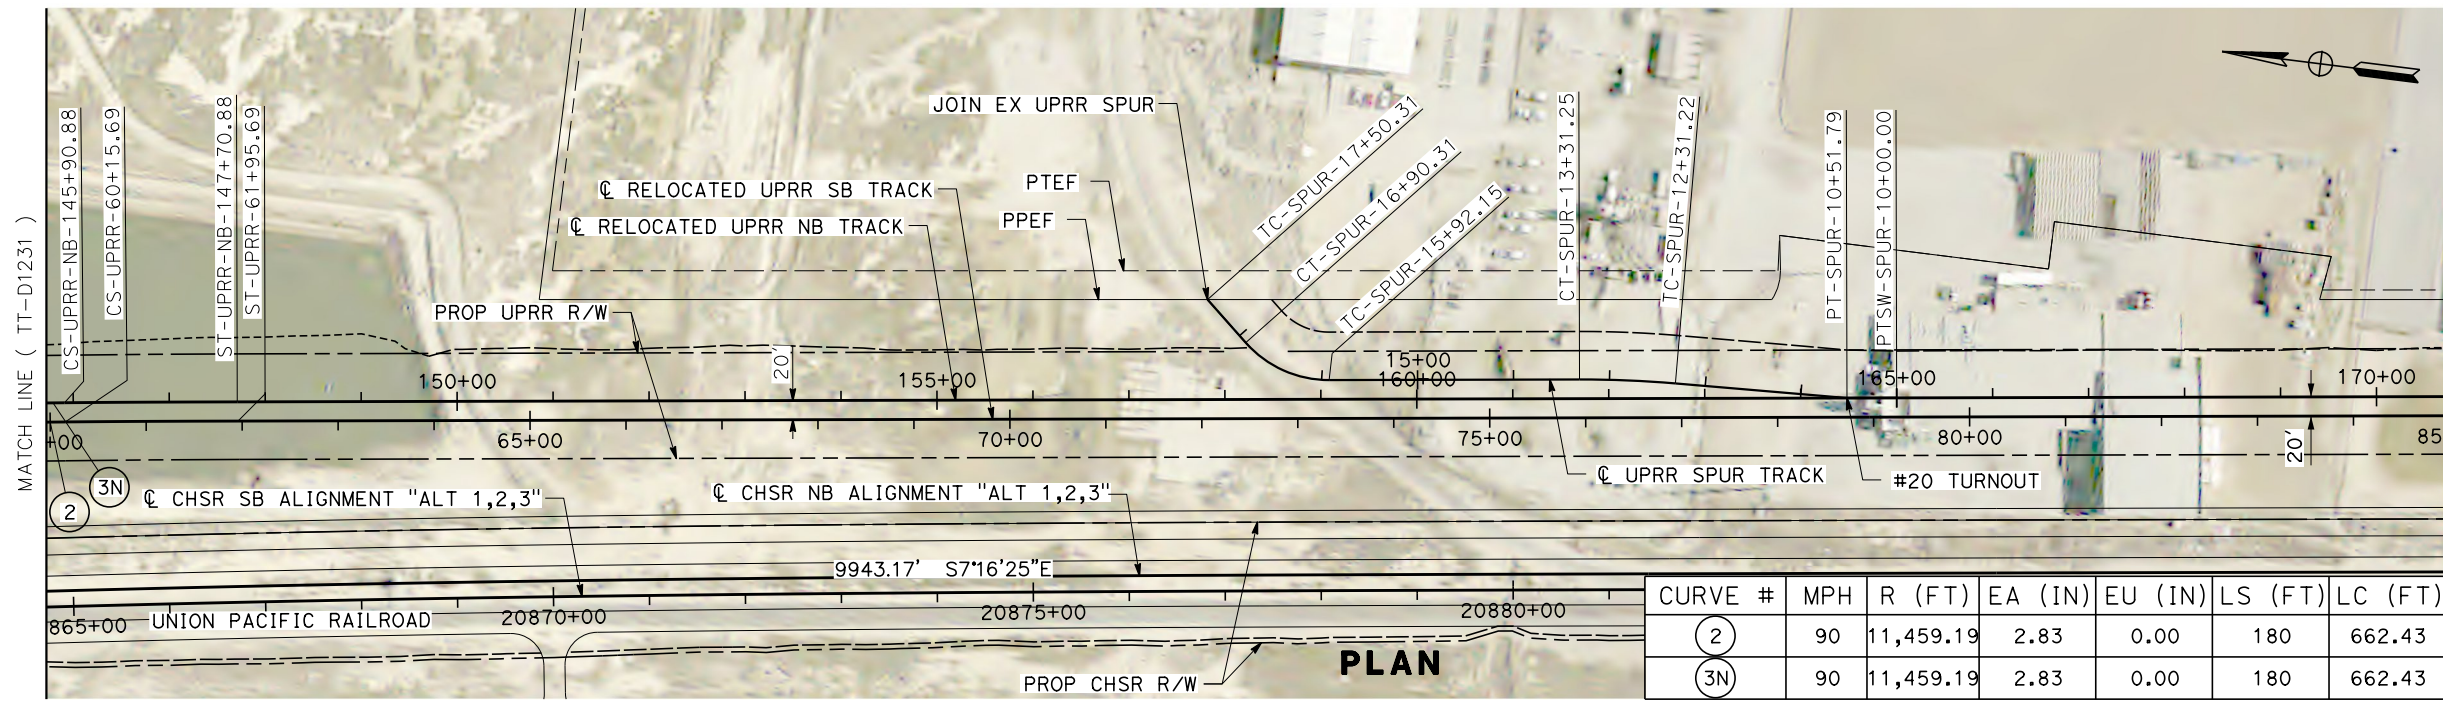 MATCH LINE ( TT-D1231 )
CS-UPRR-NB-145+90.88
CS-UPRR-60+15.69
ST-UPRR-NB-147+70.88
ST-UPRR-61+95.69
JOIN EX UPRR SPUR
℄ RELOCATED UPRR SB TRACK
℄ RELOCATED UPRR NB TRACK
PTEF
PPEF
TC-SPUR-17+50.31
CT-SPUR-16+90.31
TC-SPUR-15+92.15
CT-SPUR-13+31.25
TC-SPUR-12+31.22
PT-SPUR-10+51.79
PTSW-SPUR-10+00.00
PROP UPRR R/W
20'
15+00
150+00
155+00
160+00
165+00
170+00
+00
65+00
70+00
75+00
80+00
85
20'
℄ UPRR SPUR TRACK
#20 TURNOUT
3N
2
℄ CHSR SB ALIGNMENT "ALT 1,2,3"
℄ CHSR NB ALIGNMENT "ALT 1,2,3"
9943.17' S7°16'25"E
865+00
UNION PACIFIC RAILROAD
20870+00
20875+00
20880+00
PROP CHSR R/W
PLAN
CURVE # MPH R (FT) EA (IN) EU (IN) LS (FT) LC (FT)
2 90 11,459.19 2.83 0.00 180 662.43
3N 90 11,459.19 2.83 0.00 180 662.43